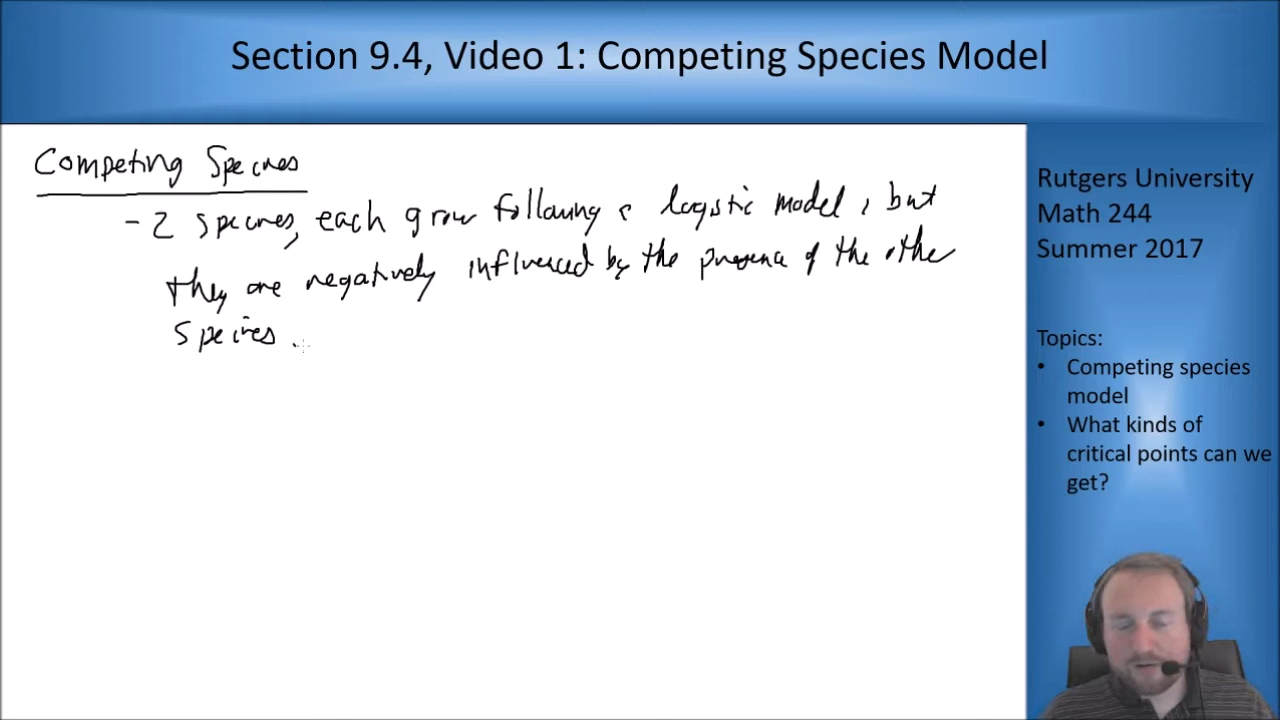 Section 9.4, Video 1: Competing Species Model
Competing Species
- 2 species, each grow following a logistic model, but
they are negatively influenced by the presence of the other
species.
Rutgers University
Math 244
Summer 2017
Topics:
• Competing species
model
• What kinds of
critical points can we
get?